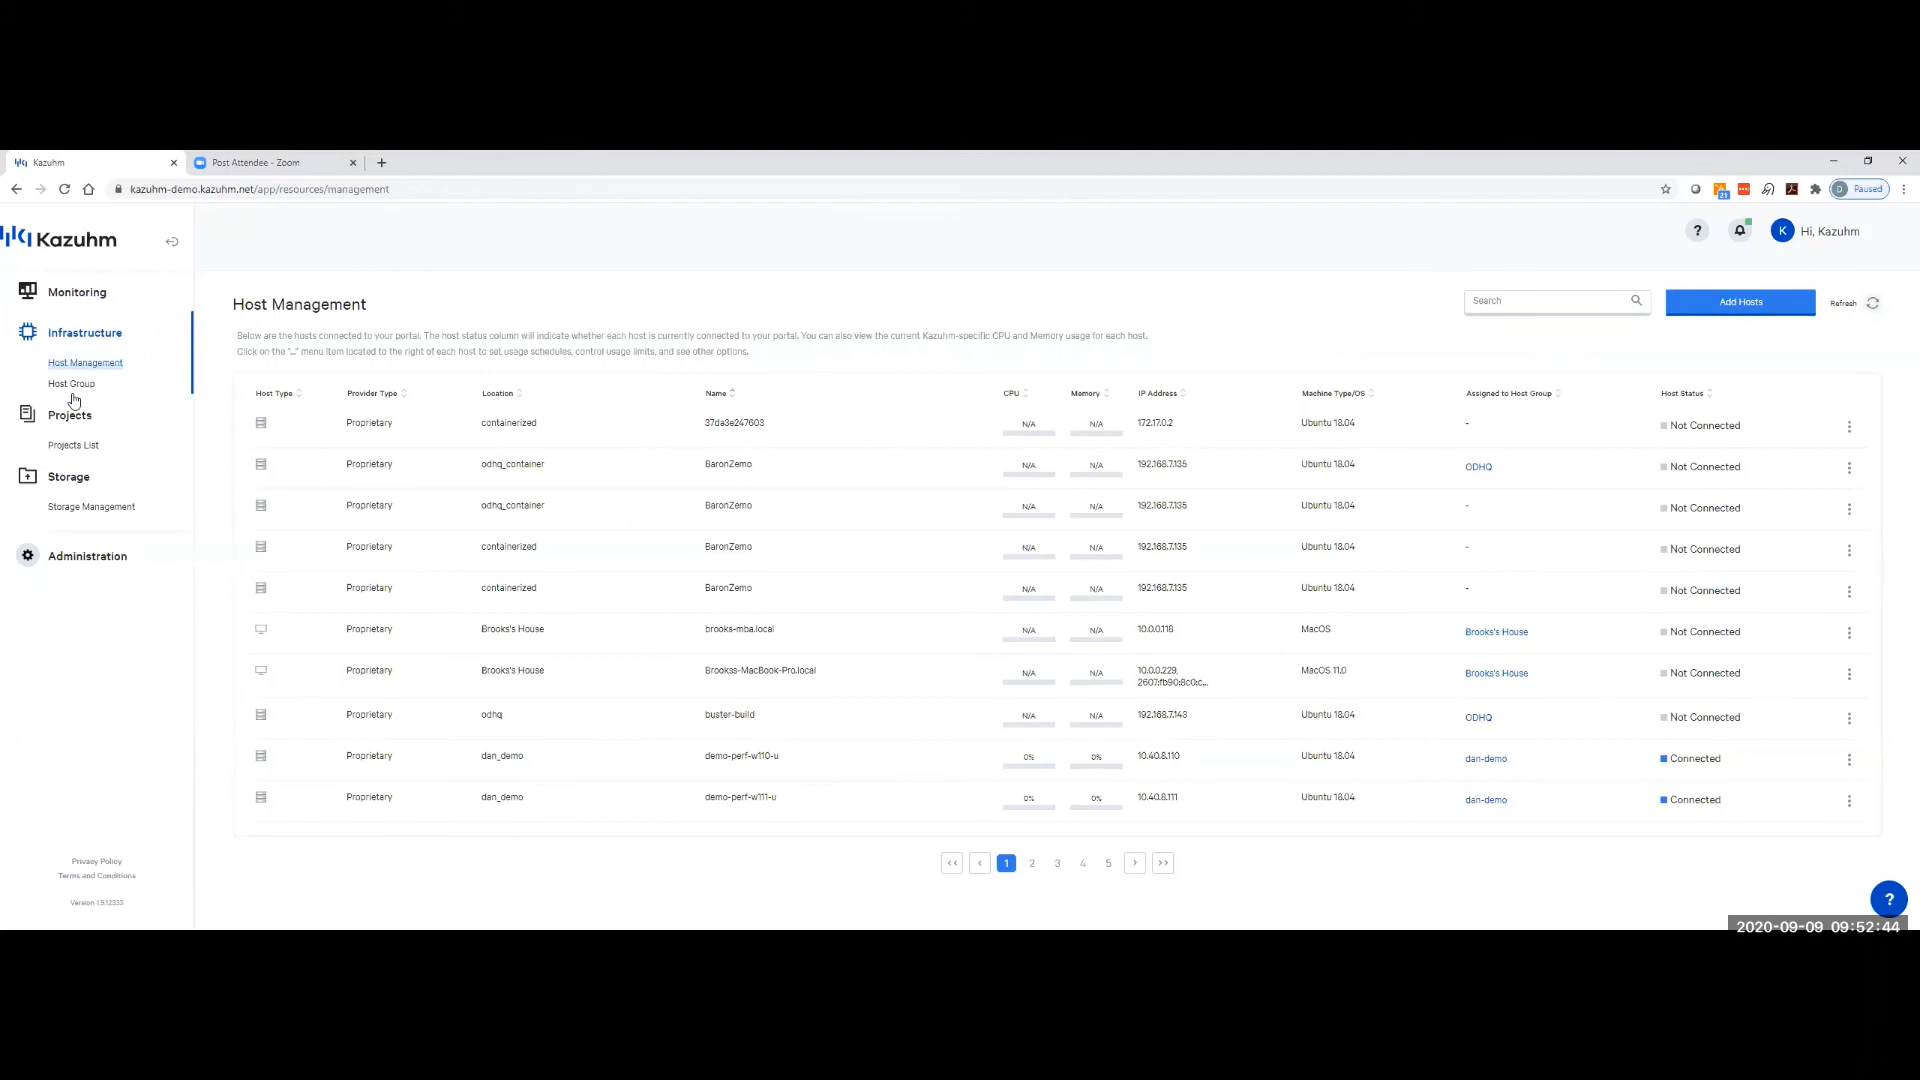 Kazuhm
Post Attendee - Zoom
kazuhm-demo.kazuhm.net/app/resources/management
21
D Paused
Kazuhm
?
K Hi, Kazuhm
Monitoring
Infrastructure
Host Management
Host Group
Projects
Projects List
Storage
Storage Management
Administration
Privacy Policy
Terms and Conditions
Version 1.9.12333
Host Management
Search
Add Hosts
Refresh
Below are the hosts connected to your portal. The host status column will indicate whether each host is currently connected to your portal. You can also view the current Kazuhm-specific CPU and Memory usage for each host.
Click on the "..." menu item located to the right of each host to set usage schedules, control usage limits, and see other options.
Host Type Provider Type Location Name CPU Memory IP Address Machine Type/OS Assigned to Host Group Host Status
Proprietary containerized 37da3e247603 N/A N/A 172.17.0.2 Ubuntu 18.04 - Not Connected
Proprietary odhq_container BaronZemo N/A N/A 192.168.7.135 Ubuntu 18.04 ODHQ Not Connected
Proprietary odhq_container BaronZemo N/A N/A 192.168.7.135 Ubuntu 18.04 - Not Connected
Proprietary containerized BaronZemo N/A N/A 192.168.7.135 Ubuntu 18.04 - Not Connected
Proprietary containerized BaronZemo N/A N/A 192.168.7.135 Ubuntu 18.04 - Not Connected
Proprietary Brooks's House brooks-mba.local N/A N/A 10.0.0.118 MacOS Brooks's House Not Connected
Proprietary Brooks's House Brookss-MacBook-Pro.local N/A N/A 10.0.0.229, MacOS 11.0 Brooks's House Not Connected
2607:fb90:8c0:c...
Proprietary odhq buster-build N/A N/A 192.168.7.143 Ubuntu 18.04 ODHQ Not Connected
Proprietary dan_demo demo-perf-w110-u 0% 0% 10.40.8.110 Ubuntu 18.04 dan-demo Connected
Proprietary dan_demo demo-perf-w111-u 0% 0% 10.40.8.111 Ubuntu 18.04 dan-demo Connected
<< < 1 2 3 4 5 > >>
?
2020-09-09 09:52:44